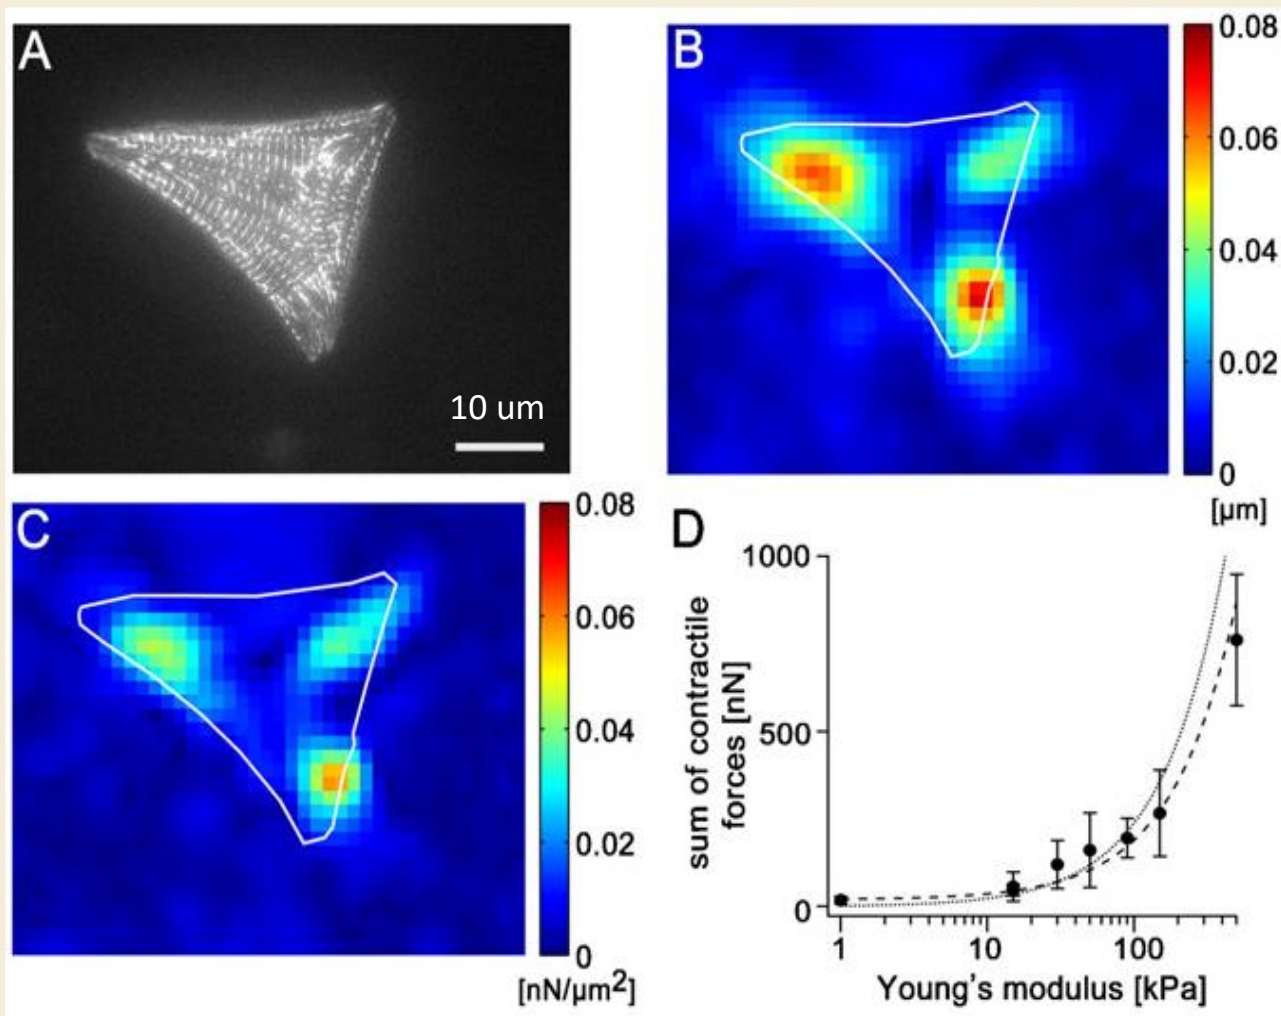 A
10 um
B
0.08
0.06
0.04
0.02
0
[μm]
C
0.08
0.06
0.04
0.02
0
[nN/μm²]
D
sum of contractile
forces [nN]
1000
500
0
1
10
100
Young's modulus [kPa]